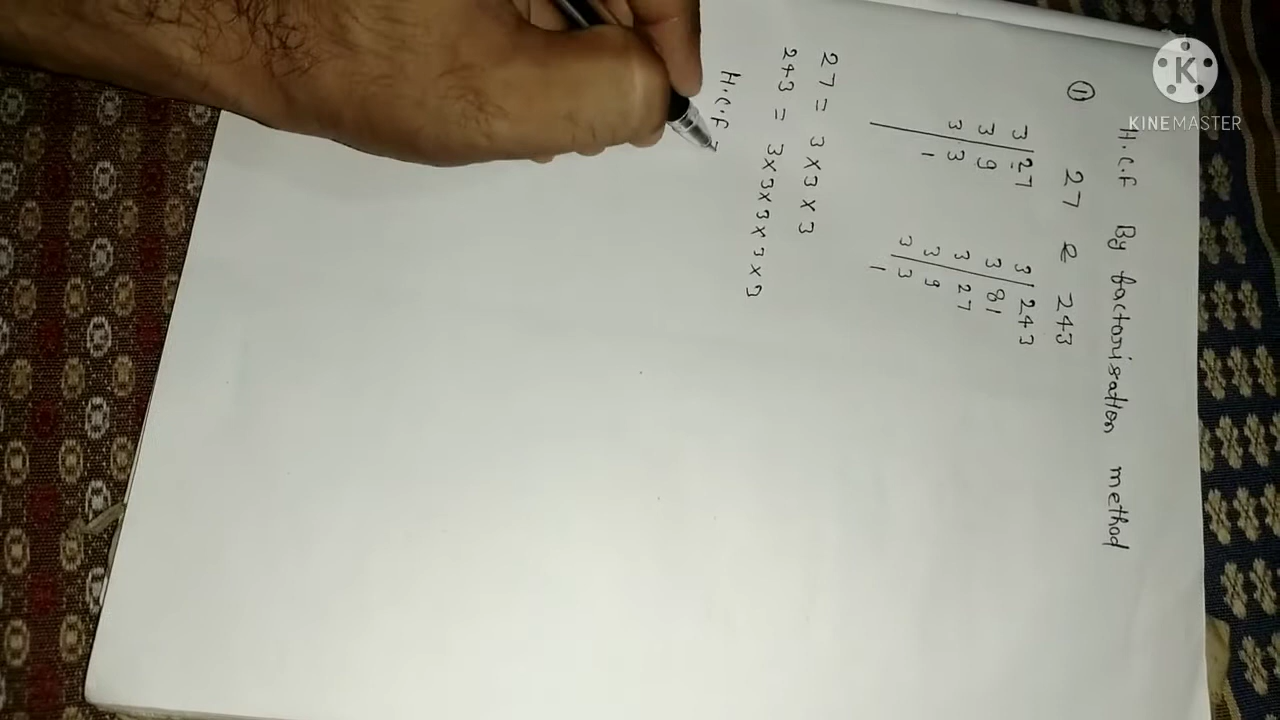 H.C.F By factorisation method
① 27 & 243
3 27
3 9
3 3
1
3 243
3 81
3 27
3 9
3 3
1
27 = 3 × 3 × 3
243 = 3 × 3 × 3 × 3 × 3
H.C.F
KINEMASTER